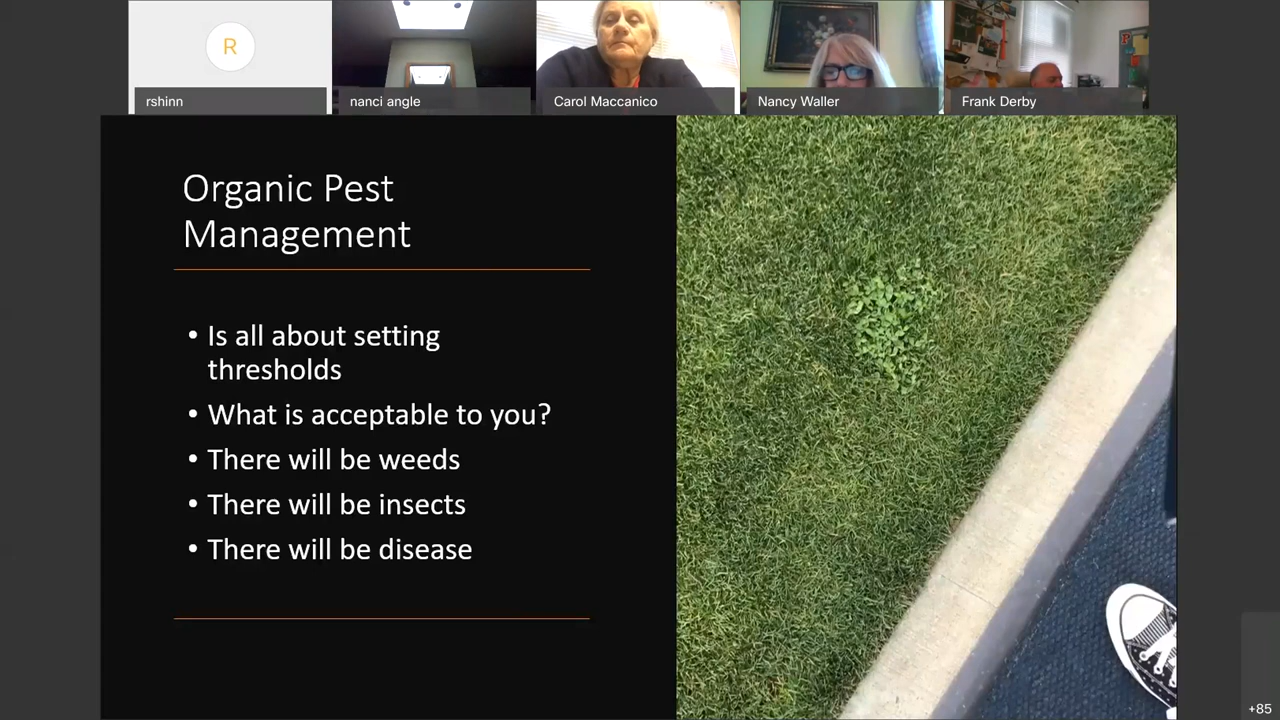 R
rshinn
nanci angle
Carol Maccanico
Nancy Waller
Frank Derby
Organic Pest
Management
• Is all about setting
thresholds
• What is acceptable to you?
• There will be weeds
• There will be insects
• There will be disease
+85